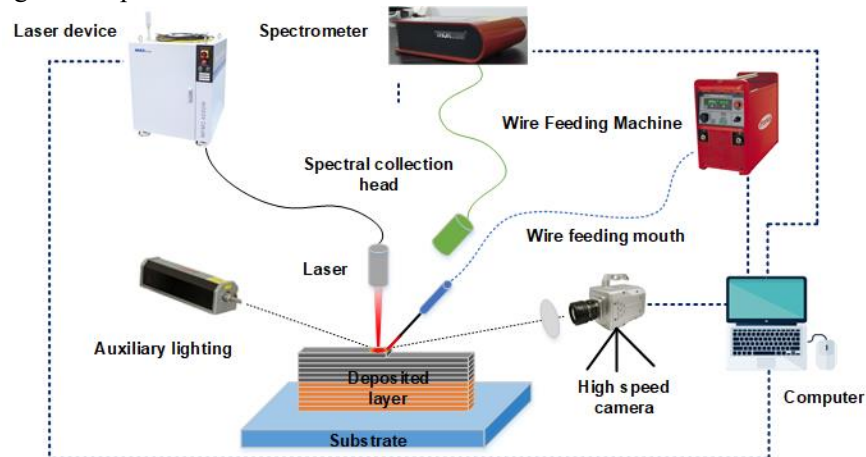 Laser device
Spectrometer
Wire Feeding Machine
Spectral collection
head
Wire feeding mouth
Laser
Auxiliary lighting
Deposited
layer
High speed
camera
Computer
Substrate